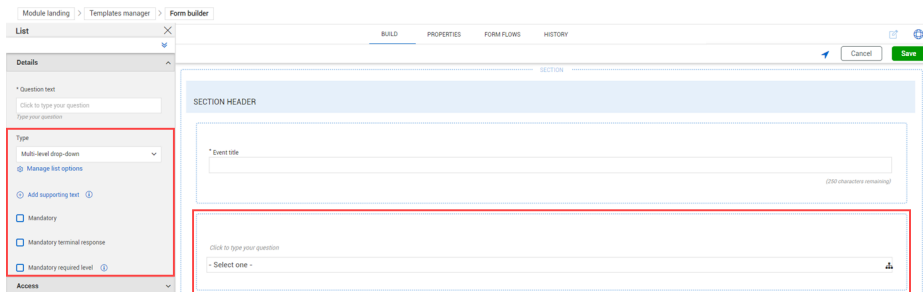 Module landing > Templates manager > Form builder
List
BUILD PROPERTIES FORM FLOWS HISTORY
Cancel Save
Details
SECTION
* Question text
Click to type your question
Type your question
SECTION HEADER
Type
Multi-level drop-down
Manage list options
* Event title
(250 characters remaining)
Add supporting text
Mandatory
Mandatory terminal response
Click to type your question
- Select one -
Mandatory required level
Access